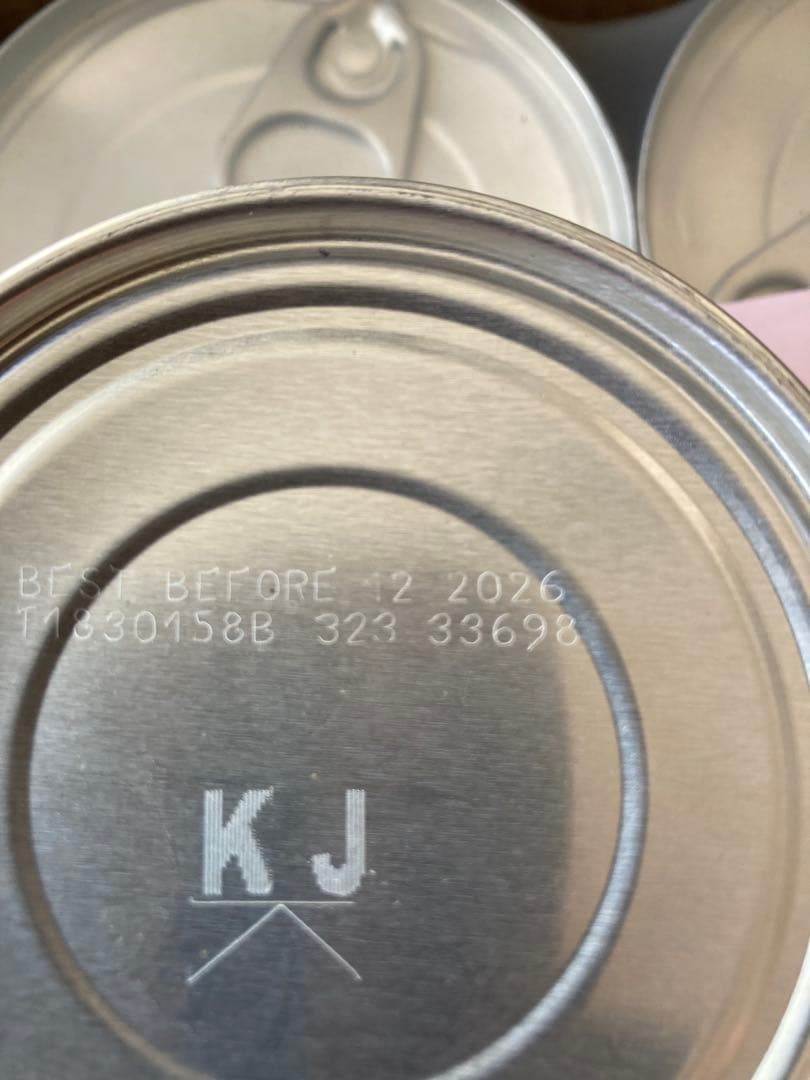 BEST BEFORE 12 2026
T1830158B 323 33698
KJ